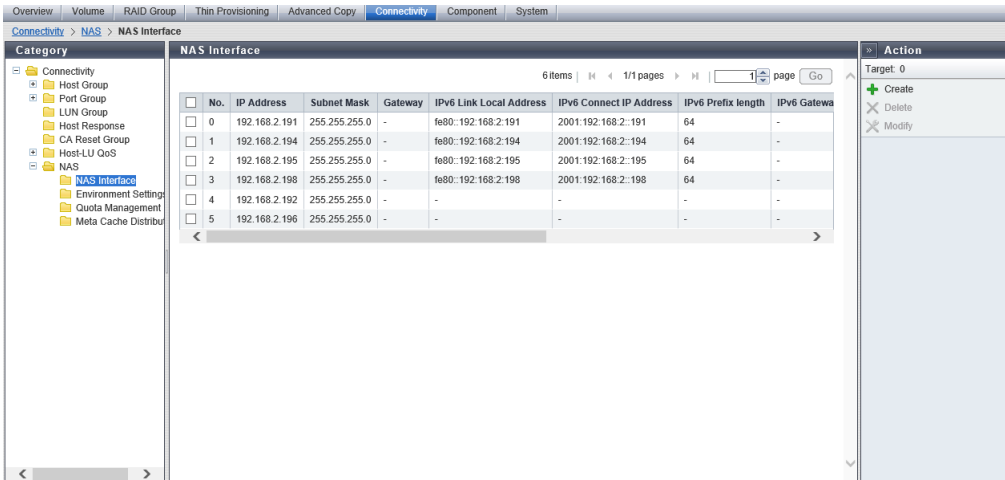 Overview Volume RAID Group Thin Provisioning Advanced Copy Connectivity Component System
Connectivity > NAS > NAS Interface
Category
Connectivity
Host Group
Port Group
LUN Group
Host Response
CA Reset Group
Host-LU QoS
NAS
NAS Interface
Environment Settings
Quota Management
Meta Cache Distribut
NAS Interface
6 items | 1/1 pages | 1 page Go
No. IP Address Subnet Mask Gateway IPv6 Link Local Address IPv6 Connect IP Address IPv6 Prefix length IPv6 Gatewa
0 192.168.2.191 255.255.255.0 - fe80::192:168:2:191 2001:192:168:2::191 64 -
1 192.168.2.194 255.255.255.0 - fe80::192:168:2:194 2001:192:168:2::194 64 -
2 192.168.2.195 255.255.255.0 - fe80::192:168:2:195 2001:192:168:2::195 64 -
3 192.168.2.198 255.255.255.0 - fe80::192:168:2:198 2001:192:168:2::198 64 -
4 192.168.2.192 255.255.255.0 - - - - -
5 192.168.2.196 255.255.255.0 - - - - -
» Action
Target: 0
Create
Delete
Modify